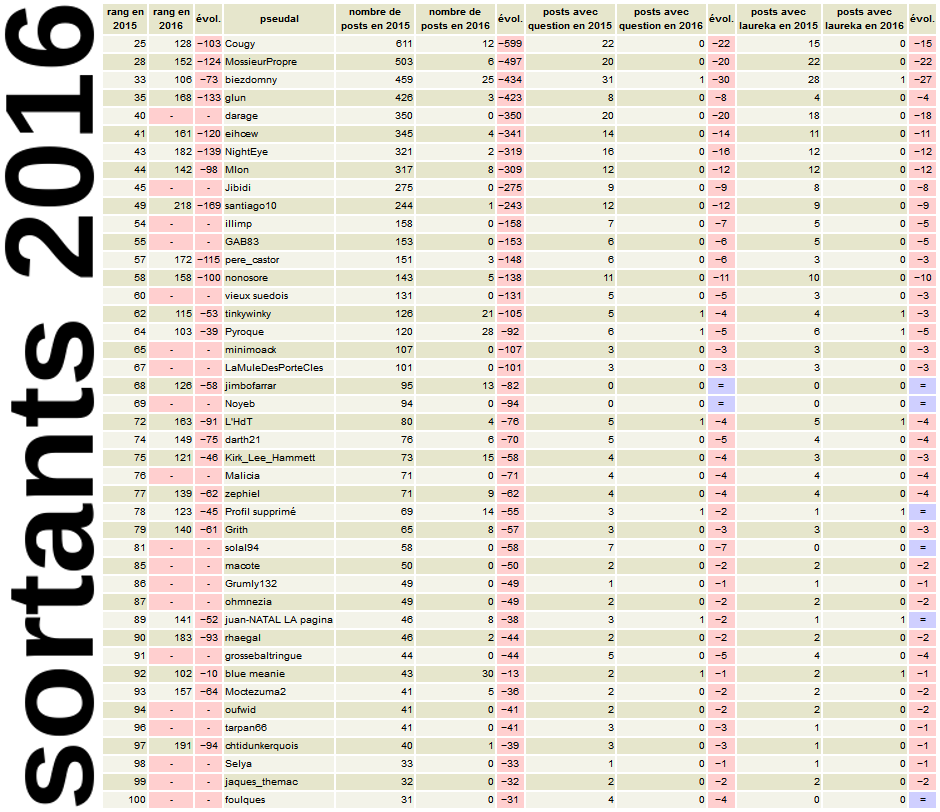 sortants 2016
rang en 2015 rang en 2016 évol. pseudal nombre de posts en 2015 nombre de posts en 2016 évol. posts avec question en 2015 posts avec question en 2016 évol. posts avec laureka en 2015 posts avec laureka en 2016 évol.
25 128 −103 Cougy 611 12 −599 22 0 −22 15 0 −15
28 152 −124 MossieurPropre 503 6 −497 20 0 −20 22 0 −22
33 106 −73 biezdomny 459 25 −434 31 1 −30 28 1 −27
35 168 −133 glun 426 3 −423 8 0 −8 4 0 −4
40 - - darage 350 0 −350 20 0 −20 18 0 −18
41 161 −120 eihcew 345 4 −341 14 0 −14 11 0 −11
43 182 −139 NightEye 321 2 −319 16 0 −16 12 0 −12
44 142 −98 Mlon 317 8 −309 12 0 −12 12 0 −12
45 - - Jibidi 275 0 −275 9 0 −9 8 0 −8
49 218 −169 santiago10 244 1 −243 12 0 −12 9 0 −9
54 - - illimp 158 0 −158 7 0 −7 5 0 −5
55 - - GAB83 153 0 −153 6 0 −6 5 0 −5
57 172 −115 pere_castor 151 3 −148 6 0 −6 3 0 −3
58 158 −100 nonosore 143 5 −138 11 0 −11 10 0 −10
60 - - vieux suedois 131 0 −131 5 0 −5 3 0 −3
62 115 −53 tinkywinky 126 21 −105 5 1 −4 4 1 −3
64 103 −39 Pyroque 120 28 −92 6 1 −5 6 1 −5
65 - - minimoack 107 0 −107 3 0 −3 3 0 −3
67 - - LaMuleDesPorteCles 101 0 −101 3 0 −3 3 0 −3
68 126 −58 jimbofarrar 95 13 −82 0 0 = 0 0 =
69 - - Noyeb 94 0 −94 0 0 = 0 0 =
72 163 −91 L'HdT 80 4 −76 5 1 −4 5 1 −4
74 149 −75 darth21 76 6 −70 5 0 −5 4 0 −4
75 121 −46 Kirk_Lee_Hammett 73 15 −58 4 0 −4 3 0 −3
76 - - Malicia 71 0 −71 4 0 −4 4 0 −4
77 139 −62 zephiel 71 9 −62 4 0 −4 4 0 −4
78 123 −45 Profil supprimé 69 14 −55 3 1 −2 1 1 =
79 140 −61 Grith 65 8 −57 3 0 −3 3 0 −3
81 - - solal94 58 0 −58 7 0 −7 0 0 =
85 - - macote 50 0 −50 2 0 −2 2 0 −2
86 - - Grumly132 49 0 −49 1 0 −1 1 0 −1
87 - - ohmnezia 49 0 −49 2 0 −2 2 0 −2
89 141 −52 juan-NATAL LA pagina 46 8 −38 3 1 −2 1 1 =
90 183 −93 rhaegal 46 2 −44 2 0 −2 2 0 −2
91 - - grossebaltringue 44 0 −44 5 0 −5 4 0 −4
92 102 −10 blue meanie 43 30 −13 2 1 −1 2 1 −1
93 157 −64 Moctezuma2 41 5 −36 2 0 −2 2 0 −2
94 - - oufwid 41 0 −41 2 0 −2 2 0 −2
96 - - tarpan66 41 0 −41 3 0 −3 1 0 −1
97 191 −94 chtidunkerquois 40 1 −39 3 0 −3 1 0 −1
98 - - Selya 33 0 −33 1 0 −1 1 0 −1
99 - - jaques_themac 32 0 −32 2 0 −2 2 0 −2
100 - - foulques 31 0 −31 4 0 −4 0 0 =